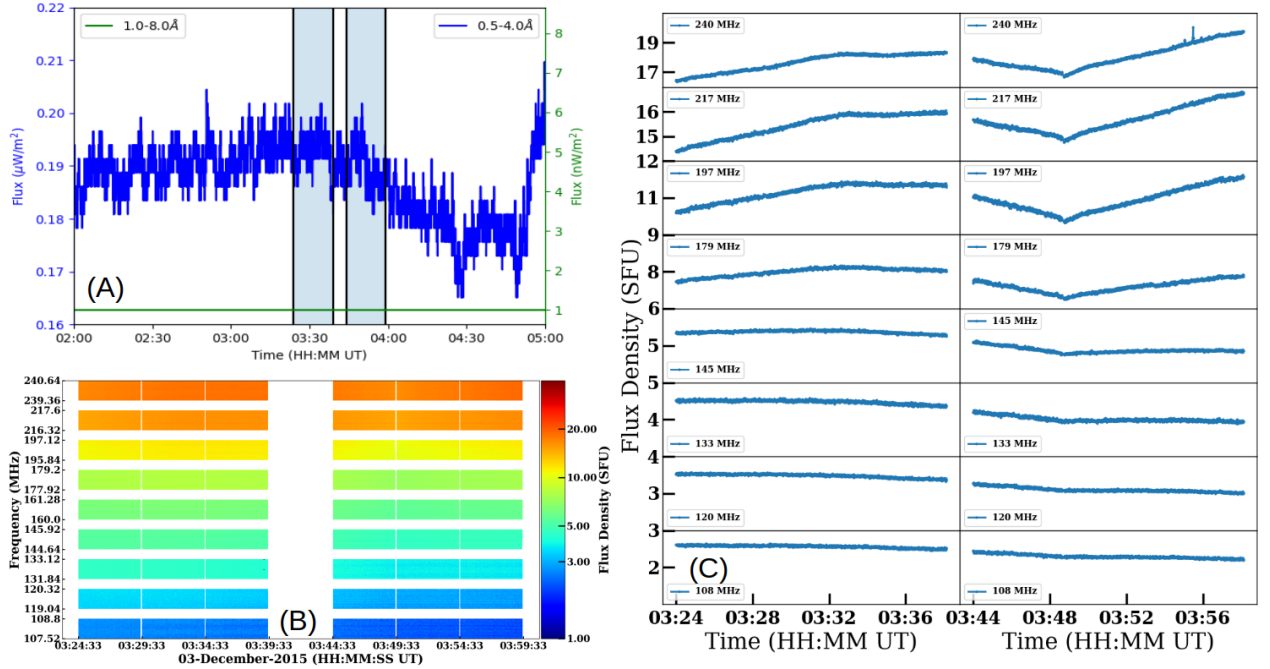 0.22
0.21
0.20
0.19
0.18
0.17
0.16
Flux (μW/m²)
1.0-8.0Å
0.5-4.0Å
8
7
6
5
4
3
2
1
Flux (nW/m²)
(A)
02:00 02:30 03:00 03:30 04:00 04:30 05:00
Time (HH:MM UT)
240.64
239.36
217.6
216.32
197.12
195.84
179.2
177.92
161.28
160.0
145.92
144.64
133.12
131.84
120.32
119.04
108.8
107.52
Frequency (MHz)
(B)
20.00
10.00
5.00
3.00
1.00
Flux Density (SFU)
03:24:33 03:29:33 03:34:33 03:39:33 03:44:33 03:49:33 03:54:33 03:59:33
03-December-2015 (HH:MM:SS UT)
Flux Density (SFU)
240 MHz 240 MHz
19
17
217 MHz 217 MHz
16
15
12
197 MHz 197 MHz
11
9
179 MHz 179 MHz
8
6
145 MHz 145 MHz
5
5
133 MHz 133 MHz
4
4
120 MHz 120 MHz
3
3
108 MHz 108 MHz
2
(C)
03:24 03:28 03:32 03:36 03:44 03:48 03:52 03:56
Time (HH:MM UT) Time (HH:MM UT)